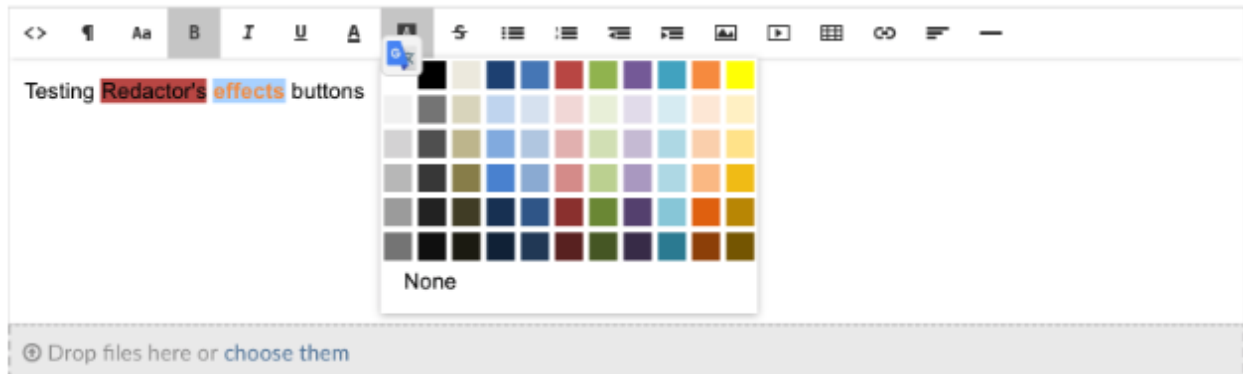 <> ¶ Aa B I U A A S
Testing Redactor's effects buttons
None
Drop files here or choose them